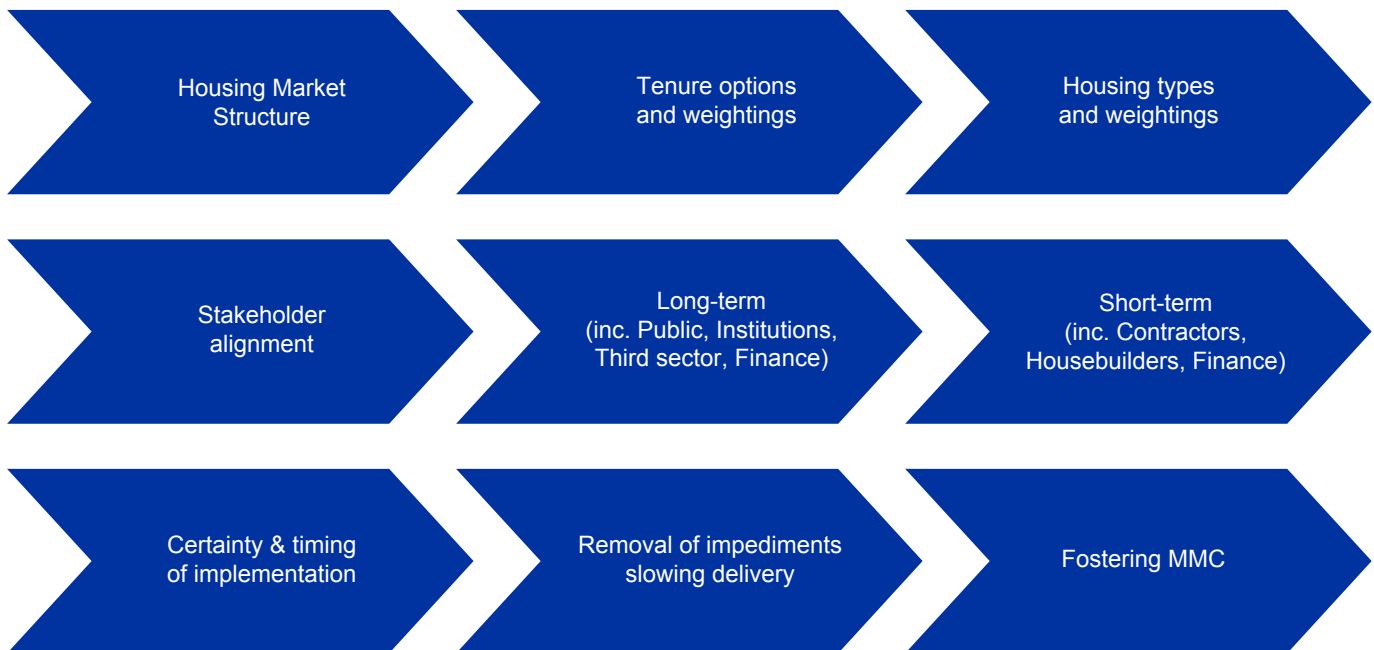 Housing Market
Structure
Tenure options
and weightings
Housing types
and weightings
Stakeholder
alignment
Long-term
(inc. Public, Institutions,
Third sector, Finance)
Short-term
(inc. Contractors,
Housebuilders, Finance)
Certainty & timing
of implementation
Removal of impediments
slowing delivery
Fostering MMC